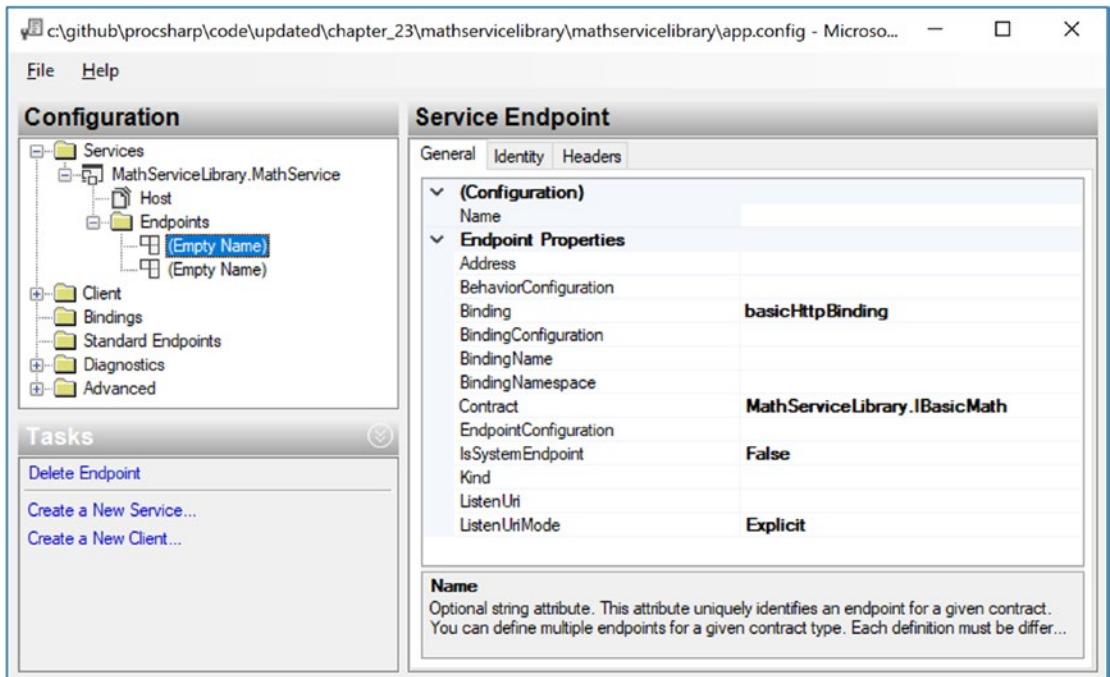 c:\github\procsharp\code\updated\chapter_23\mathservicelibrary\mathservicelibrary\app.config - Microso...
File Help
Configuration
Services
MathServiceLibrary.MathService
Host
Endpoints
(Empty Name)
(Empty Name)
Client
Bindings
Standard Endpoints
Diagnostics
Advanced
Tasks
Delete Endpoint
Create a New Service...
Create a New Client...
Service Endpoint
General Identity Headers
(Configuration)
Name
Endpoint Properties
Address
BehaviorConfiguration
Binding basicHttpBinding
BindingConfiguration
BindingName
BindingNamespace
Contract MathServiceLibrary.IBasicMath
EndpointConfiguration
IsSystemEndpoint False
Kind
ListenUri
ListenUriMode Explicit
Name
Optional string attribute. This attribute uniquely identifies an endpoint for a given contract.
You can define multiple endpoints for a given contract type. Each definition must be differ...